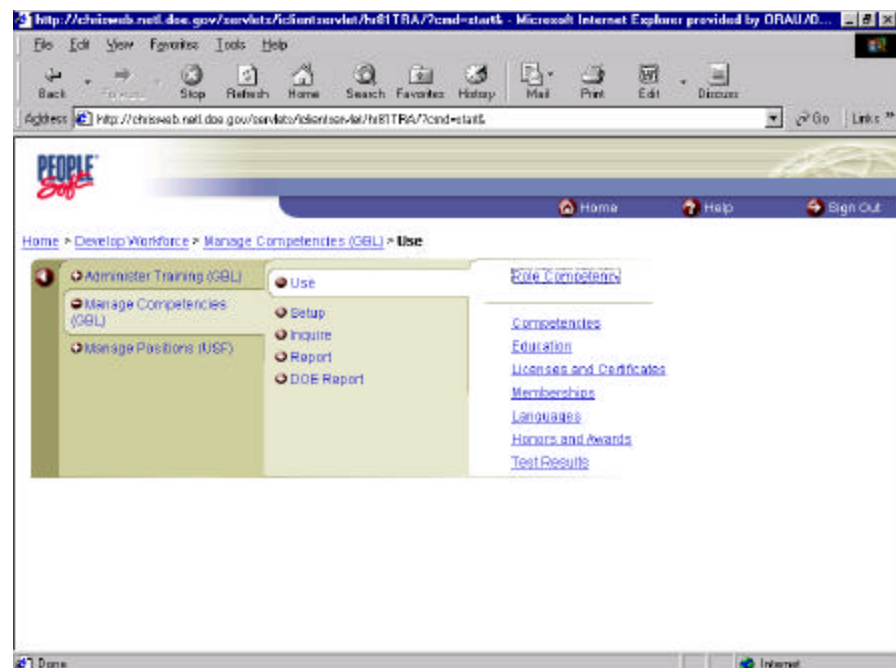 http://chrisweb.netl.doe.gov/servlets/iclientservlet/hr81TRA/?cmd=start& - Microsoft Internet Explorer provided by ORAU/O...
File Edit View Favorites Tools Help
Back Forward Stop Refresh Home Search Favorites History Mail Print Edit Discuss
Address http://chrisweb.netl.doe.gov/servlets/iclientservlet/hr81TRA/?cmd=start& Go Links »
PEOPLE
Soft
Home Help Sign Out
Home > Develop Workforce > Manage Competencies (GBL) > Use
Administer Training (GBL)
Manage Competencies
(GBL)
Manage Positions (USF)
Use
Setup
Inquire
Report
DOE Report
Role Competency
Competencies
Education
Licenses and Certificates
Memberships
Languages
Honors and Awards
Test Results
Done Internet